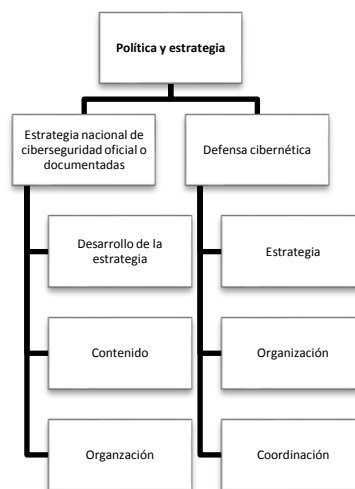 Política y estrategia
Estrategia nacional de
ciberseguridad oficial o
documentadas
Defensa cibernética
Desarrollo de la
estrategia
Estrategia
Contenido
Organización
Organzación
Coordinación